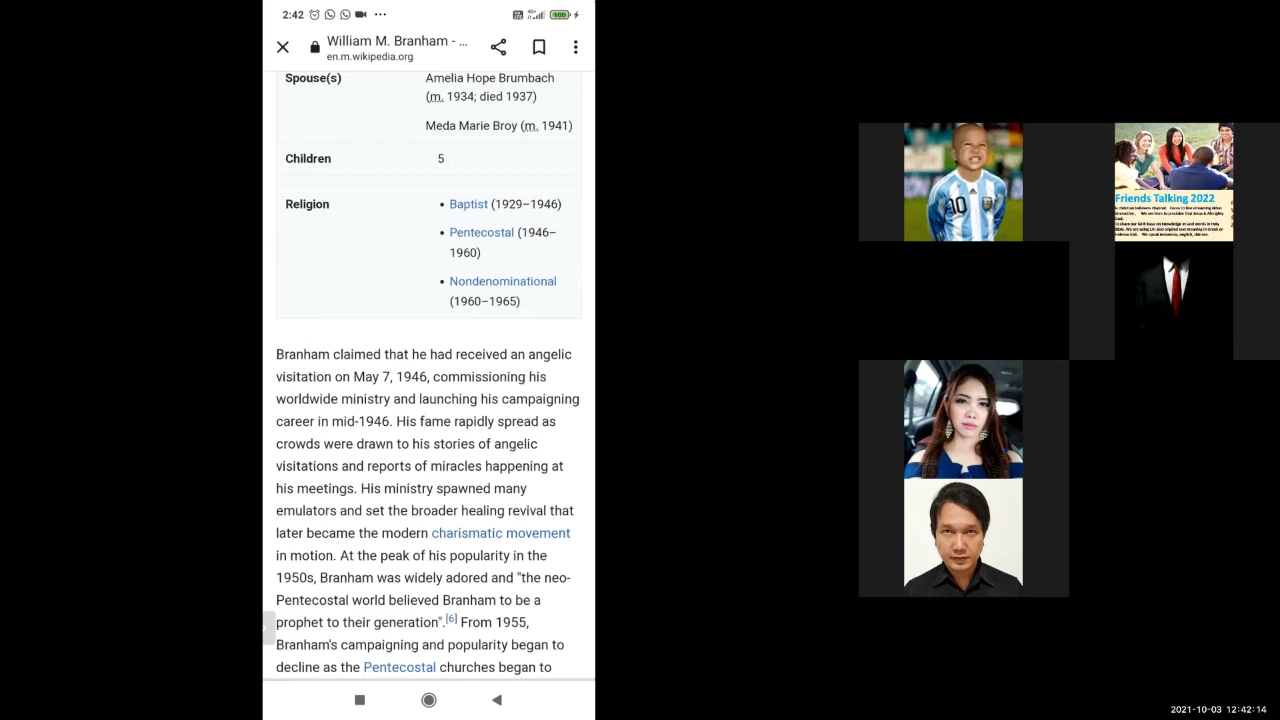 2:42
William M. Branham - ...
en.m.wikipedia.org
Spouse(s)
Amelia Hope Brumbach
(m. 1934; died 1937)
Meda Marie Broy (m. 1941)
Children
5
Religion
• Baptist (1929–1946)
• Pentecostal (1946–
1960)
• Nondenominational
(1960–1965)
Branham claimed that he had received an angelic
visitation on May 7, 1946, commissioning his
worldwide ministry and launching his campaigning
career in mid-1946. His fame rapidly spread as
crowds were drawn to his stories of angelic
visitations and reports of miracles happening at
his meetings. His ministry spawned many
emulators and set the broader healing revival that
later became the modern charismatic movement
in motion. At the peak of his popularity in the
1950s, Branham was widely adored and "the neo-
Pentecostal world believed Branham to be a
prophet to their generation".[6] From 1955,
Branham's campaigning and popularity began to
decline as the Pentecostal churches began to
10
Friends Talking 2022
2021-10-03 12:42:14